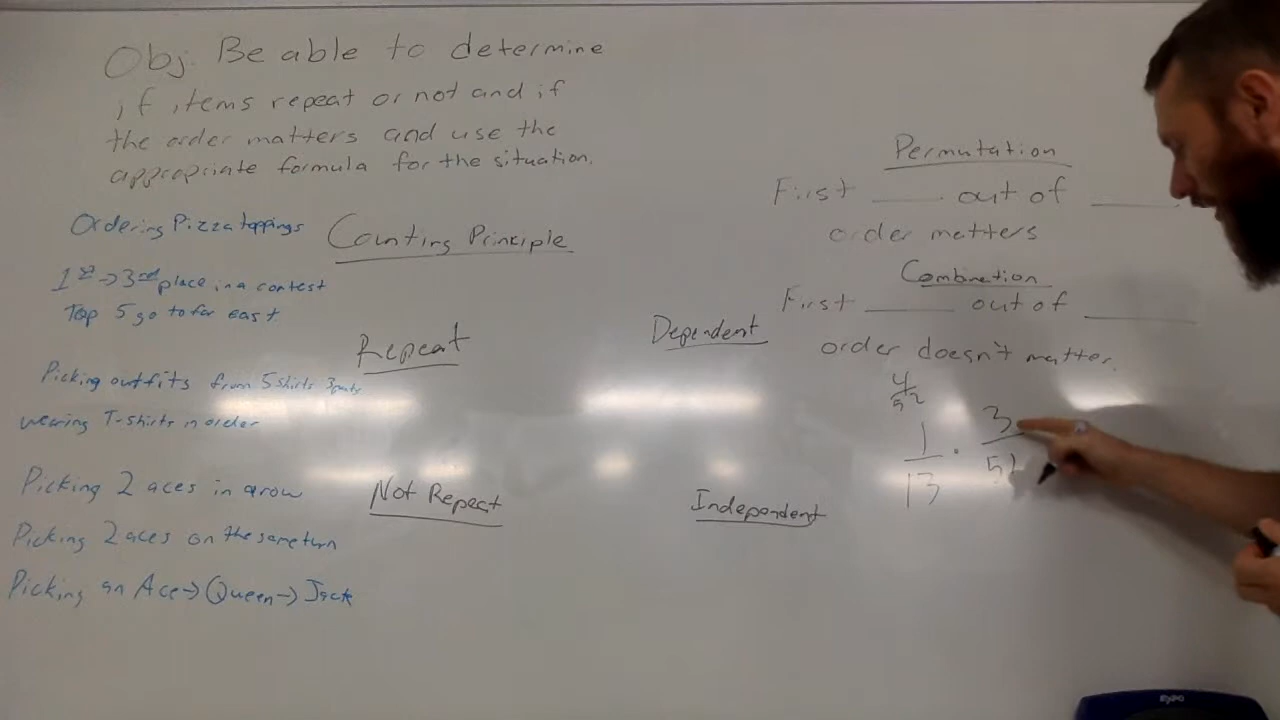 Obj. Be able to determine
if items repeat or not and if
the order matters and use the
appropriate formula for the situation.
Ordering Pizza toppings
Counting Principle
1st → 3rd place in a contest
Top 5 go to far east
Repeat
Picking outfits from 5 shirts 3 pants
wearing T-shirts in order
Picking 2 aces in a row
Not Repeat
Picking 2 aces on the same turn
Picking an Ace → Queen → Jack
Dependent
Independent
Permutation
First ____ out of ____
order matters
Combination
First ____ out of ____
order doesn't matter.
4/52
1/13 · 3/51
expo